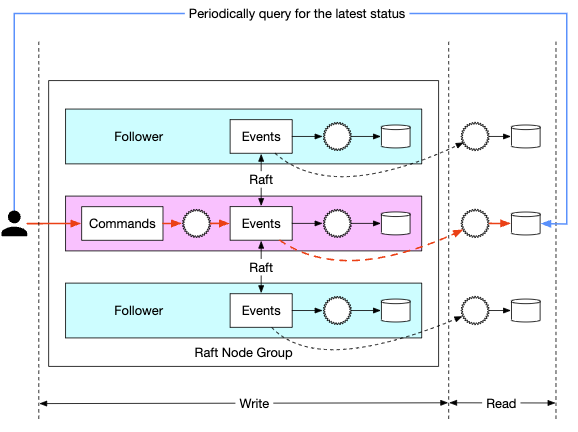 Periodically query for the latest status
Follower
Events
Raft
Commands
Events
Raft
Follower
Events
Raft Node Group
Write
Read